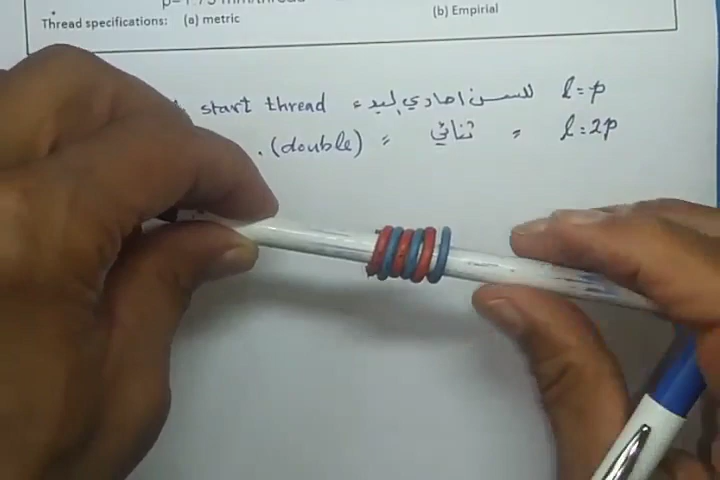 Thread specifications: (a) metric (b) Empirial
start thread للسن احادي البدء l = p
(double) = ثنائي = l = 2p